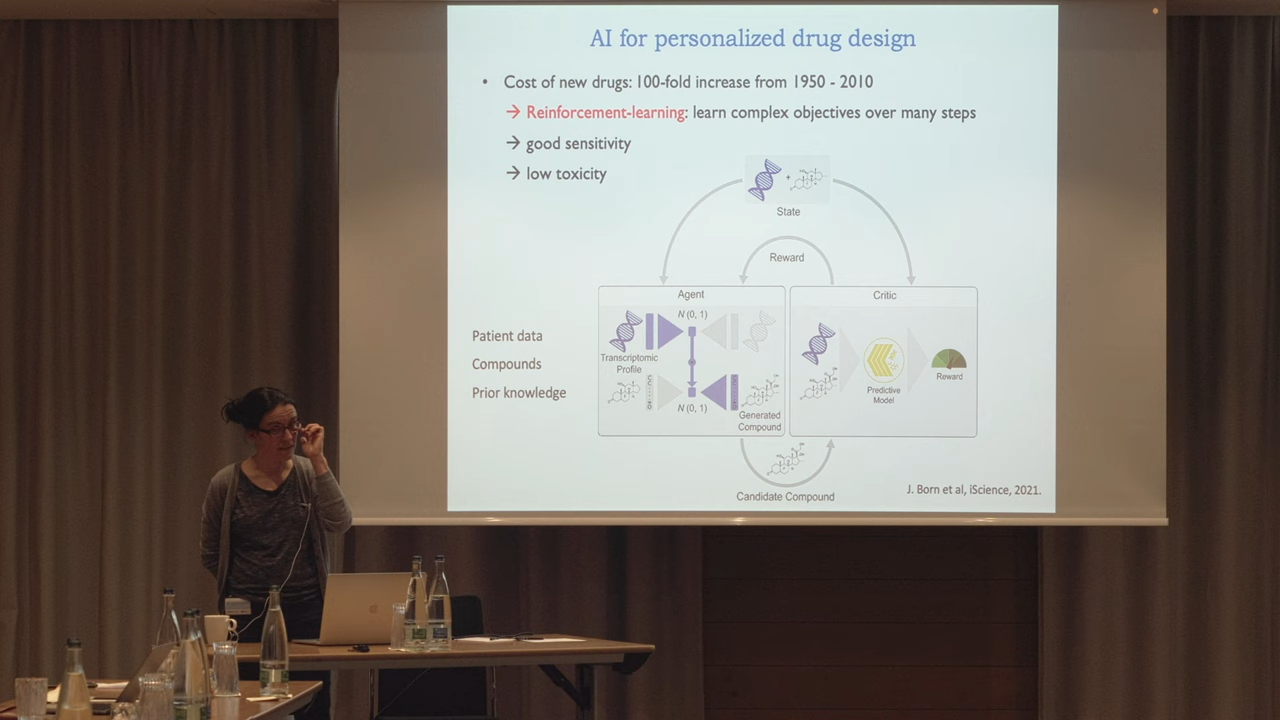 AI for personalized drug design
• Cost of new drugs: 100-fold increase from 1950 - 2010
→ Reinforcement-learning: learn complex objectives over many steps
→ good sensitivity
→ low toxicity
State
Reward
Agent
Critic
N (0, 1)
Patient data
Compounds
Prior knowledge
Transcriptomic
Profile
N (0, 1)
Generated
Compound
Predictive
Model
Reward
Candidate Compound
J. Born et al, iScience, 2021.